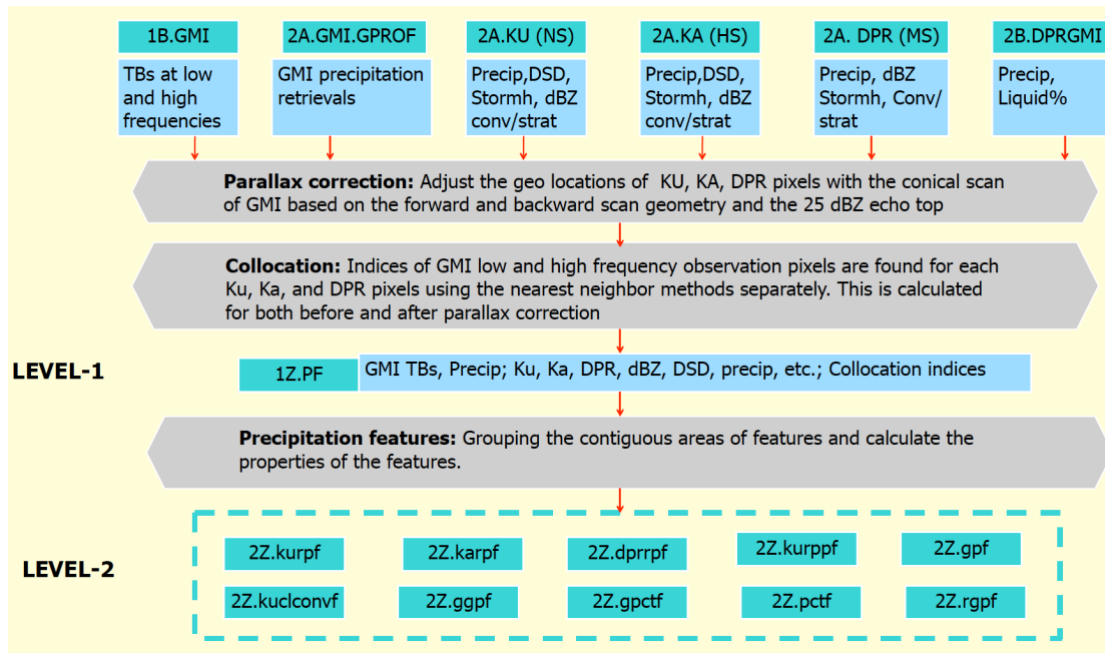 1B.GMI
2A.GMI.GPROF
2A.KU (NS)
2A.KA (HS)
2A. DPR (MS)
2B.DPRGMI
TBs at low
and high
frequencies
GMI precipitation
retrievals
Precip,DSD,
Stormh, dBZ
conv/strat
Precip,DSD,
Stormh, dBZ
conv/strat
Precip, dBZ
Stormh, Conv/
strat
Precip,
Liquid%
Parallax correction: Adjust the geo locations of KU, KA, DPR pixels with the conical scan
of GMI based on the forward and backward scan geometry and the 25 dBZ echo top
Collocation: Indices of GMI low and high frequency observation pixels are found for each
Ku, Ka, and DPR pixels using the nearest neighbor methods separately. This is calculated
for both before and after parallax correction
LEVEL-1
1Z.PF
GMI TBs, Precip; Ku, Ka, DPR, dBZ, DSD, precip, etc.; Collocation indices
Precipitation features: Grouping the contiguous areas of features and calculate the
properties of the features.
LEVEL-2
2Z.kurpf
2Z.karpf
2Z.dprrpf
2Z.kurppf
2Z.gpf
2Z.kuclconvf
2Z.ggpf
2Z.gpctf
2Z.pctf
2Z.rgpf